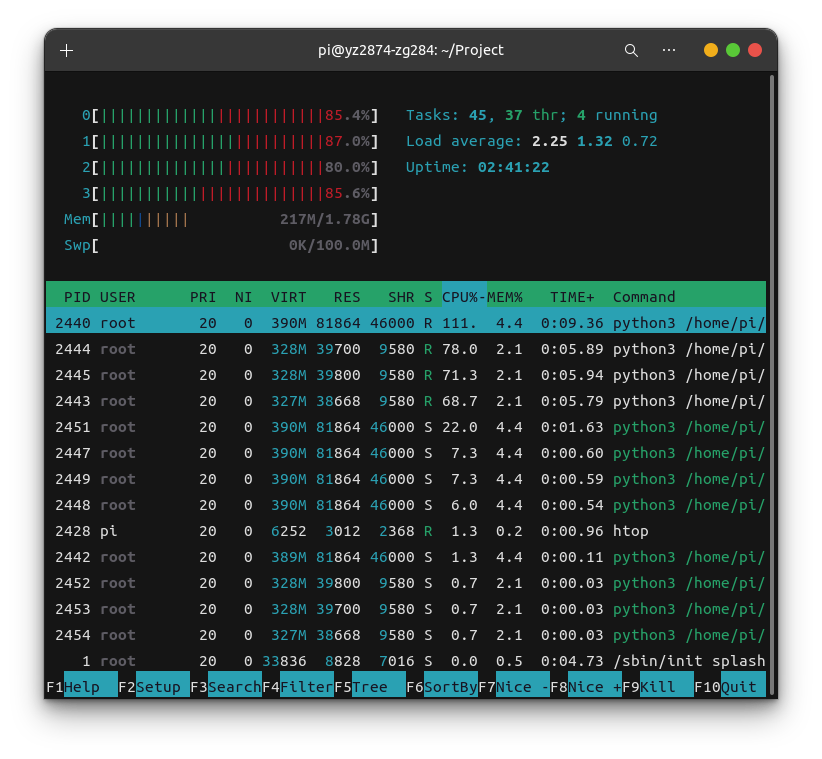 pi@yz2874-zg284: ~/Project
0[|||||||||||||||||||||||||85.4%] Tasks: 45, 37 thr; 4 running
1[|||||||||||||||||||||||||87.0%] Load average: 2.25 1.32 0.72
2[|||||||||||||||||||||||||80.0%] Uptime: 02:41:22
3[|||||||||||||||||||||||||85.6%]
Mem[|||||||||| 217M/1.78G]
Swp[ 0K/100.0M]
PID USER PRI NI VIRT RES SHR S CPU%-MEM% TIME+ Command
2440 root 20 0 390M 81864 46000 R 111. 4.4 0:09.36 python3 /home/pi/
2444 root 20 0 328M 39700 9580 R 78.0 2.1 0:05.89 python3 /home/pi/
2445 root 20 0 328M 39800 9580 R 71.3 2.1 0:05.94 python3 /home/pi/
2443 root 20 0 327M 38668 9580 R 68.7 2.1 0:05.79 python3 /home/pi/
2451 root 20 0 390M 81864 46000 S 22.0 4.4 0:01.63 python3 /home/pi/
2447 root 20 0 390M 81864 46000 S 7.3 4.4 0:00.60 python3 /home/pi/
2449 root 20 0 390M 81864 46000 S 7.3 4.4 0:00.59 python3 /home/pi/
2448 root 20 0 390M 81864 46000 S 6.0 4.4 0:00.54 python3 /home/pi/
2428 pi 20 0 6252 3012 2368 R 1.3 0.2 0:00.96 htop
2442 root 20 0 389M 81864 46000 S 1.3 4.4 0:00.11 python3 /home/pi/
2452 root 20 0 328M 39800 9580 S 0.7 2.1 0:00.03 python3 /home/pi/
2453 root 20 0 328M 39700 9580 S 0.7 2.1 0:00.03 python3 /home/pi/
2454 root 20 0 327M 38668 9580 S 0.7 2.1 0:00.03 python3 /home/pi/
1 root 20 0 33836 8828 7016 S 0.0 0.5 0:04.73 /sbin/init splash
F1Help F2Setup F3SearchF4FilterF5Tree F6SortByF7Nice -F8Nice +F9Kill F10Quit